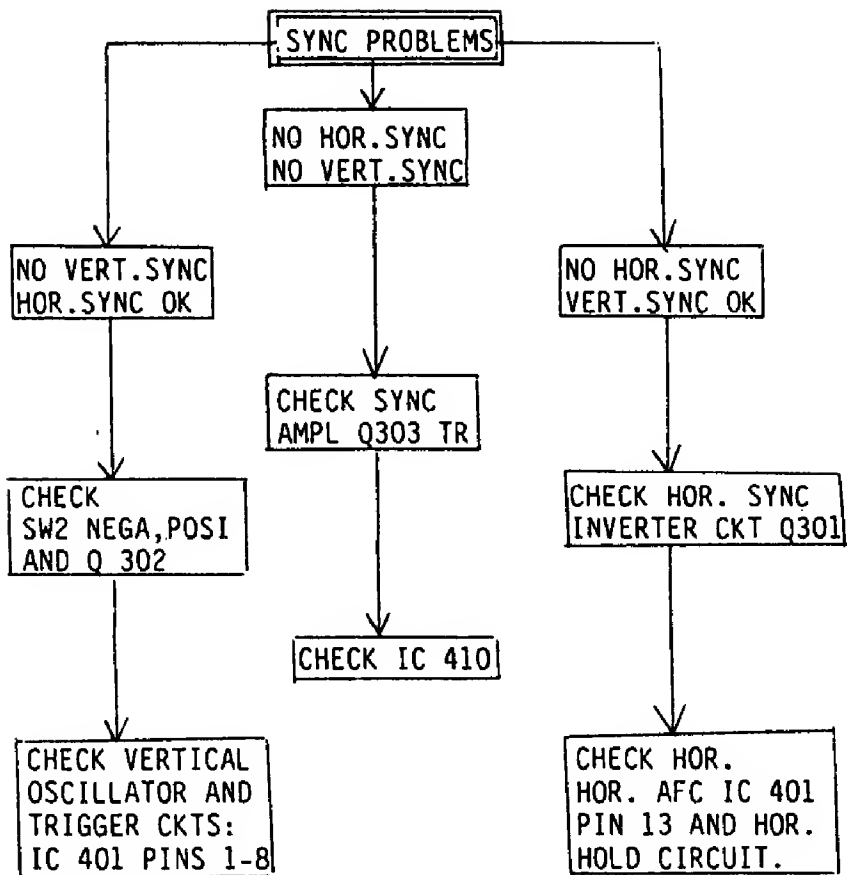 SYNC PROBLEMS
NO HOR.SYNC
NO VERT.SYNC
NO VERT.SYNC
HOR.SYNC OK
NO HOR.SYNC
VERT.SYNC OK
CHECK SYNC
AMPL Q303 TR
CHECK
SW2 NEGA,POSI
AND Q 302
CHECK HOR. SYNC
INVERTER CKT Q301
CHECK IC 410
CHECK VERTICAL
OSCILLATOR AND
TRIGGER CKTS:
IC 401 PINS 1-8
CHECK HOR.
HOR. AFC IC 401
PIN 13 AND HOR.
HOLD CIRCUIT.